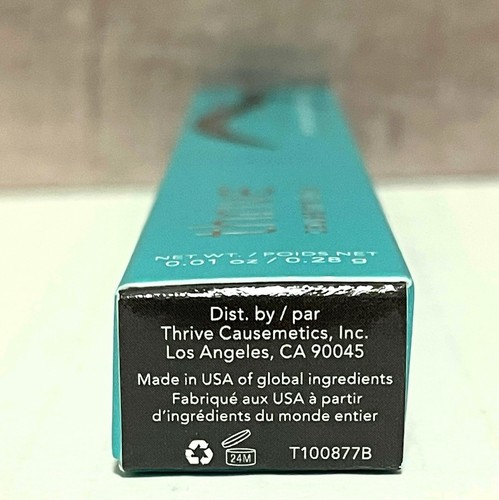 thrive
NET WT. / POIDS NET
0.01 oz / 0.28 g
Dist. by / par
Thrive Causemetics, Inc.
Los Angeles, CA 90045
Made in USA of global ingredients
Fabriqué aux USA à partir
d'ingrédients du monde entier
24M
T100877B